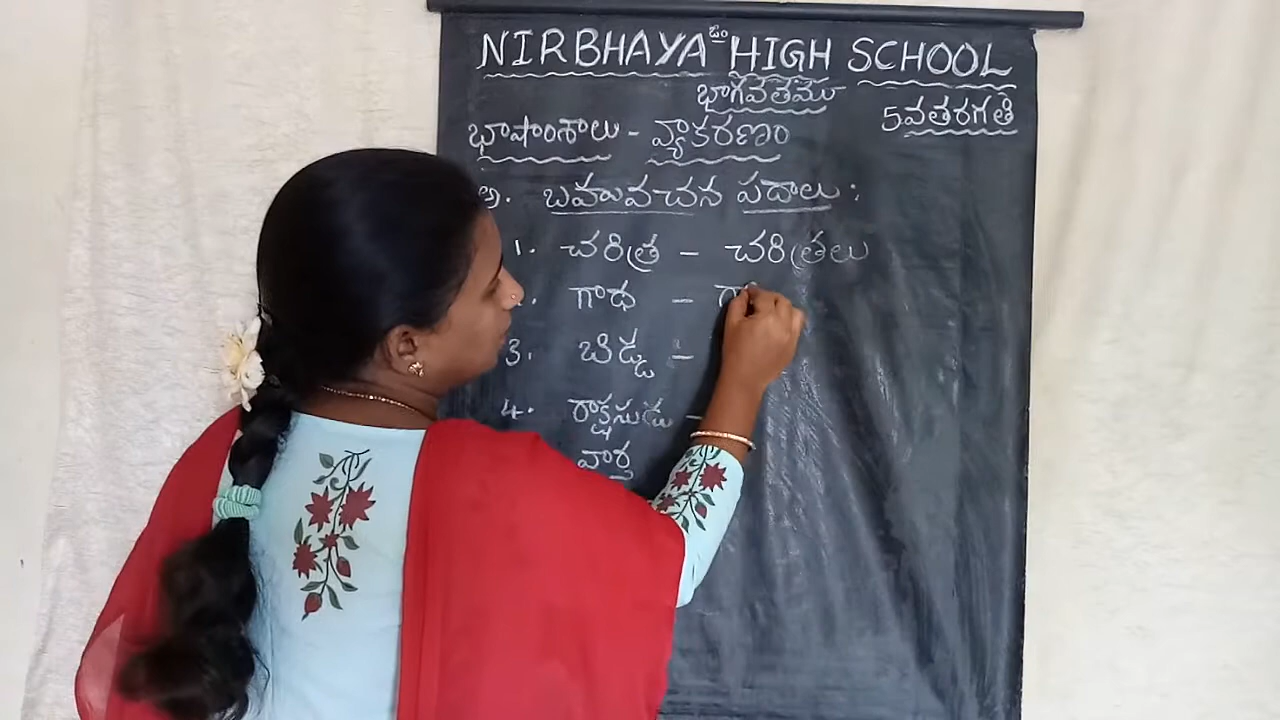 NIRBHAYA HIGH SCHOOL
భాగవతము
5వతరగతి
భాషాంశాలు - వ్యాకరణం
అ. బహువచన పదాలు :
1. చరిత్ర - చరిత్రలు
గాథ - గా
3. బిడ్డ -
4. రాక్షసుడు -
వార్త